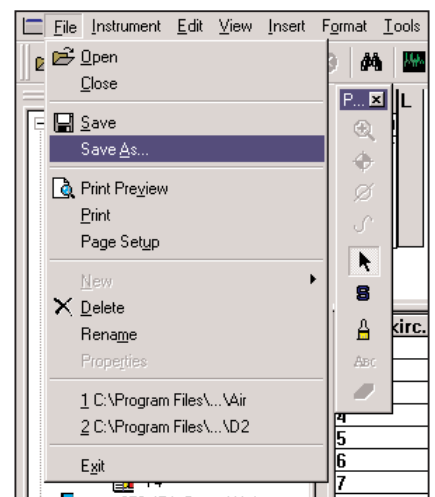 File Instrument Edit View Insert Format Tools
Open
Close
P...
L
Save
Save As...
Print Preview
Print
Page Setup
New
S
Delete
Rename
kirc.
Properties
Abc
1 C:\Program Files\...\Air
2 C:\Program Files\...\D2
4
5
Exit
6
7